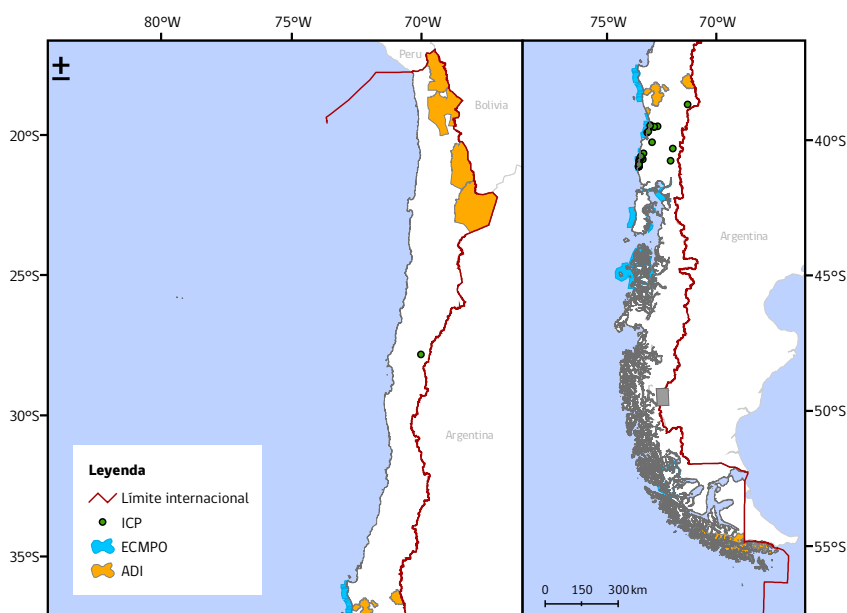 80°W
75°W
70°W
75°W
70°W
±
Peru
Bolivia
20°S
25°S
30°S
35°S
Argentina
Argentina
40°S
45°S
50°S
55°S
Leyenda
Límite internacional
ICP
ECMPO
ADI
0 150 300 km